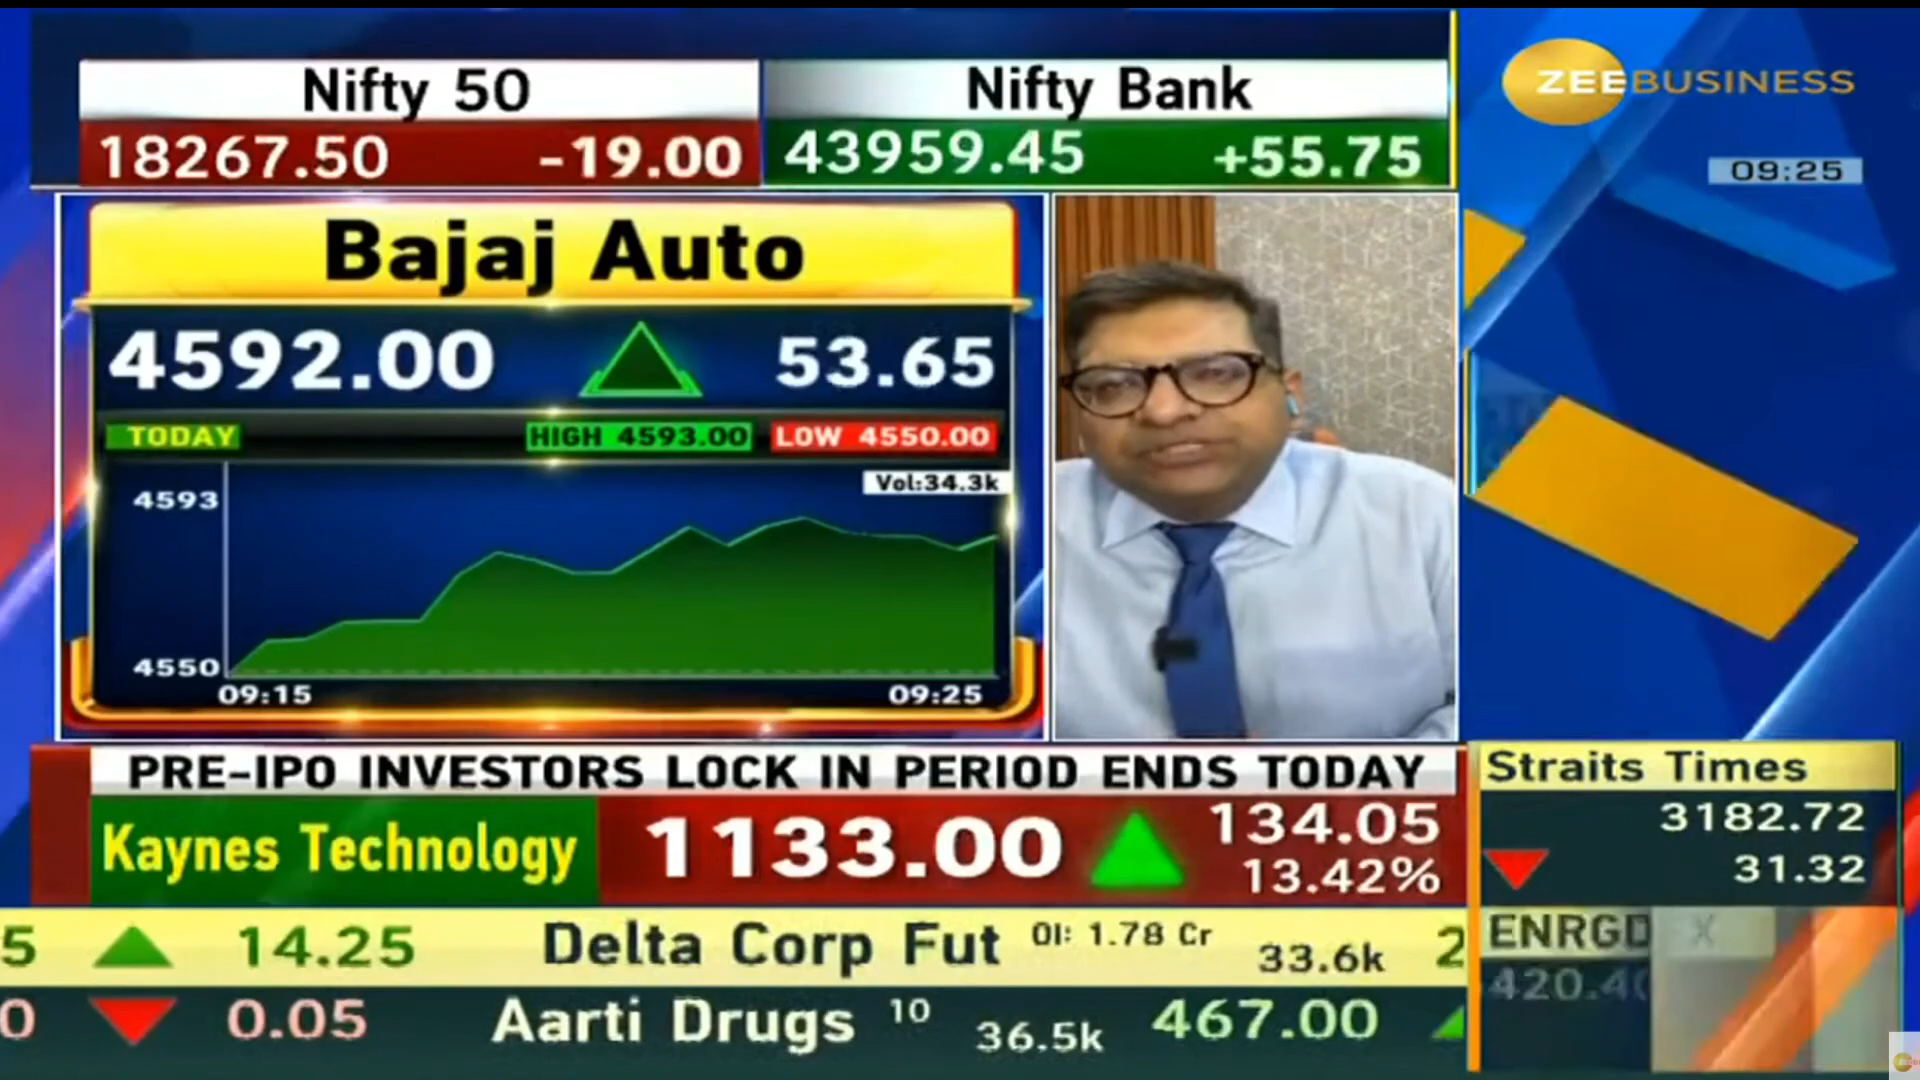 Nifty 50
18267.50 -19.00
Nifty Bank
43959.45 +55.75
ZEEBUSINESS
09:25
Bajaj Auto
4592.00 53.65
TODAY HIGH 4593.00 LOW 4550.00
Vol:34.3k
4593
4550
09:15 09:25
PRE-IPO INVESTORS LOCK IN PERIOD ENDS TODAY
Kaynes Technology 1133.00 134.05
13.42%
Straits Times
3182.72
31.32
5 14.25 Delta Corp Fut OI: 1.78 Cr 33.6k 2
0 0.05 Aarti Drugs 10 36.5k 467.00
ENRGD